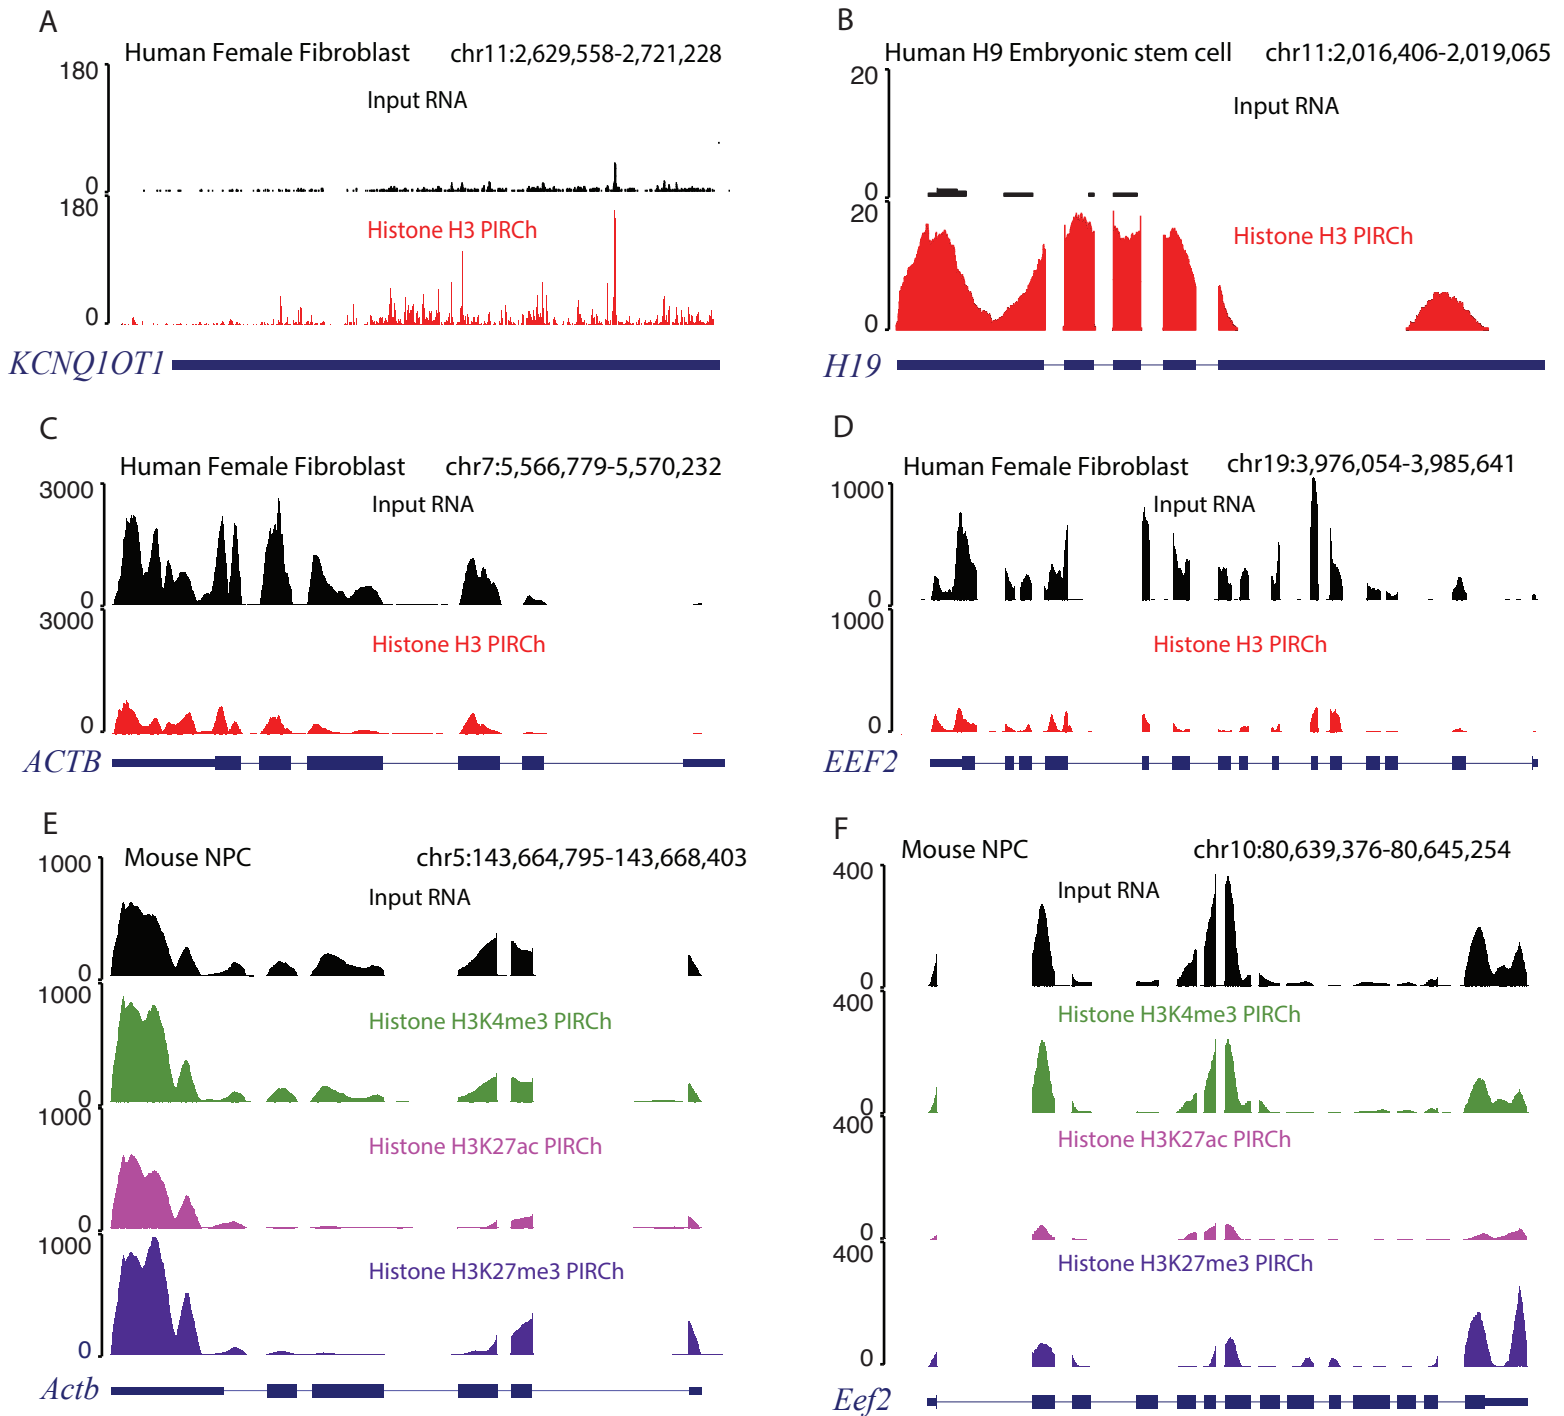 A
Human Female Fibroblast chr11:2,629,558-2,721,228
180
Input RNA
0
180
Histone H3 PIRCh
0
KCNQ1OT1
B
Human H9 Embryonic stem cell chr11:2,016,406-2,019,065
20
Input RNA
0
20
Histone H3 PIRCh
0
H19
C
Human Female Fibroblast chr7:5,566,779-5,570,232
3000
Input RNA
0
3000
Histone H3 PIRCh
0
ACTB
D
Human Female Fibroblast chr19:3,976,054-3,985,641
1000
Input RNA
0
1000
Histone H3 PIRCh
0
EEF2
E
Mouse NPC chr5:143,664,795-143,668,403
1000
Input RNA
0
1000
Histone H3K4me3 PIRCh
0
1000
Histone H3K27ac PIRCh
0
1000
Histone H3K27me3 PIRCh
0
Actb
F
Mouse NPC chr10:80,639,376-80,645,254
400
Input RNA
0
400
Histone H3K4me3 PIRCh
0
400
Histone H3K27ac PIRCh
0
400
Histone H3K27me3 PIRCh
0
Eef2